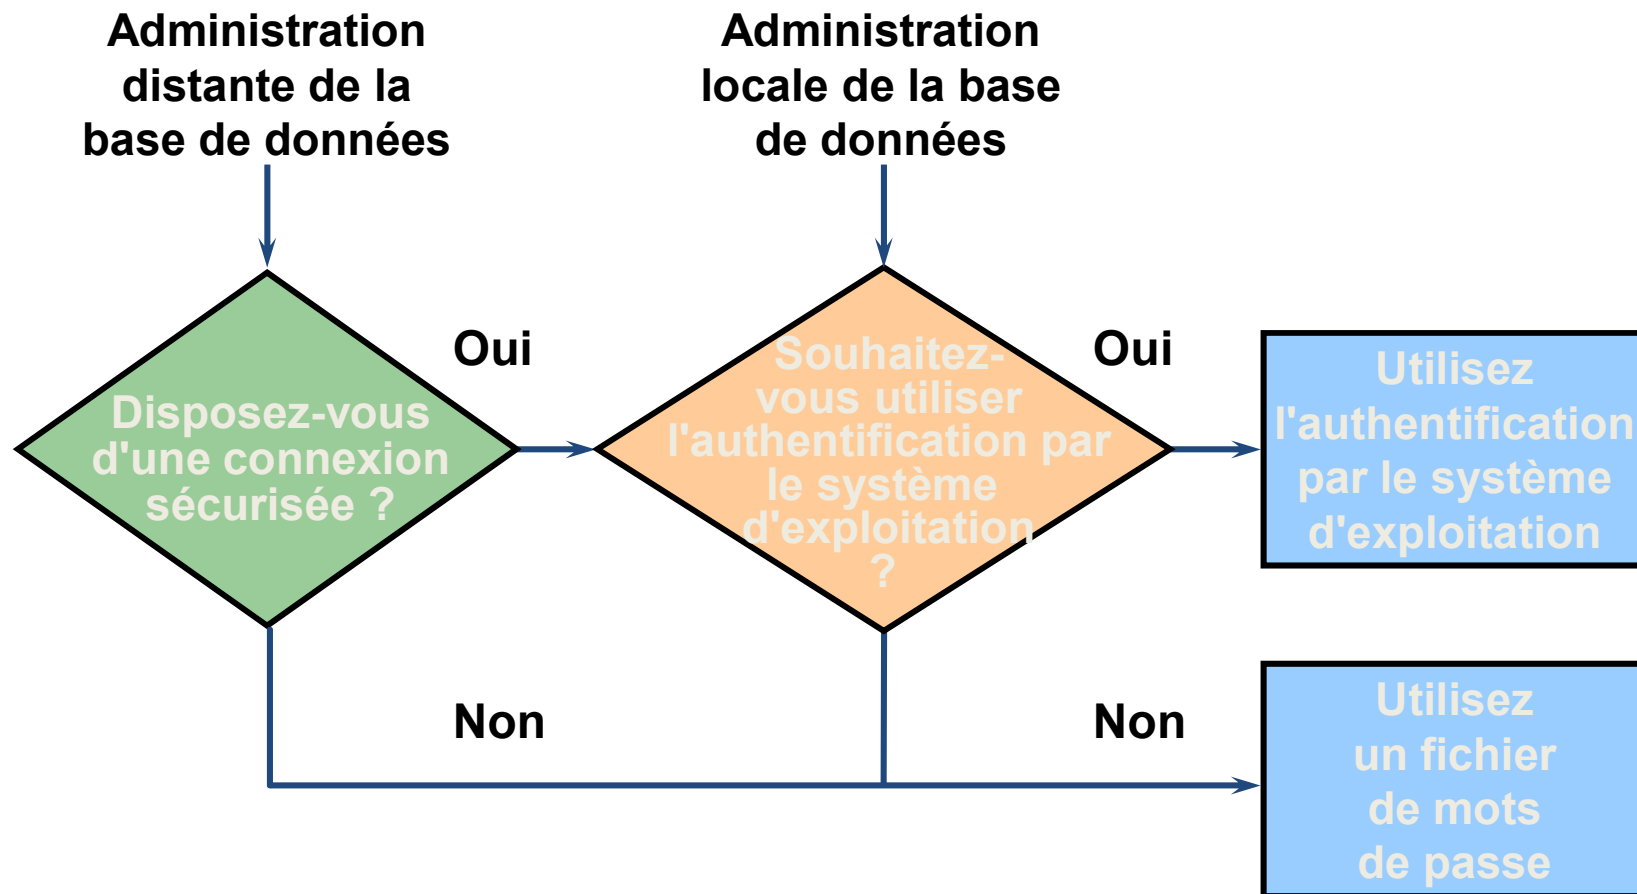 Administration
distante de la
base de données
Administration
locale de la base
de données
Disposez-vous
d'une connexion
sécurisée ?
Oui
Souhaitez-
vous utiliser
l'authentification par
le système
d'exploitation
?
Oui
Utilisez
l'authentification
par le système
d'exploitation
Non
Non
Utilisez
un fichier
de mots
de passe